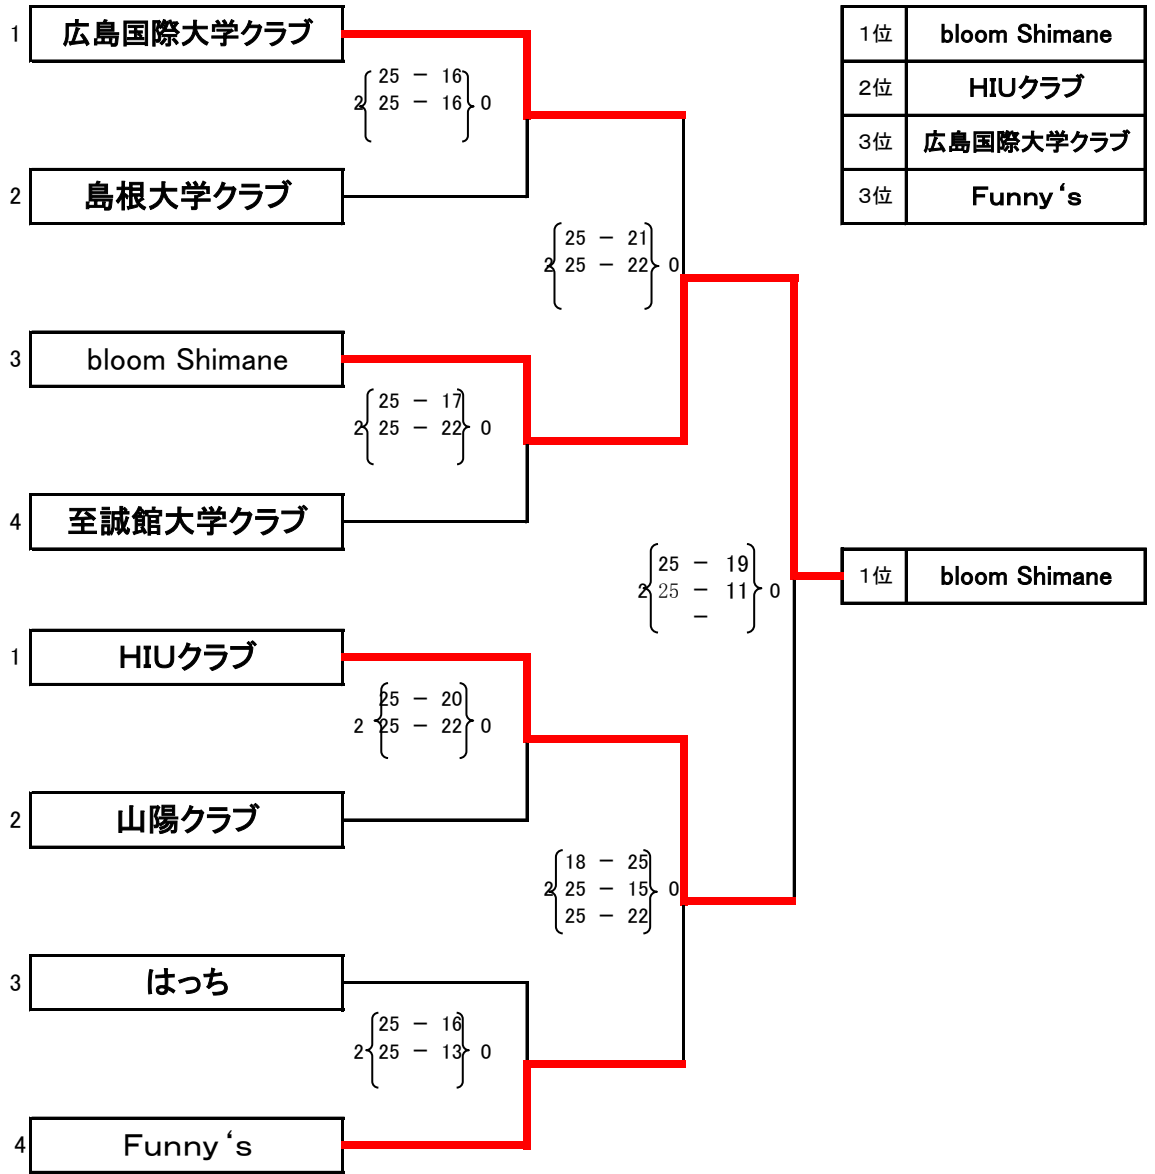 1 広島国際大学クラブ
25 － 16
2 25 － 16 0
2 島根大学クラブ
25 － 21
2 25 － 22 0
3 bloom Shimane
25 － 17
2 25 － 22 0
4 至誠館大学クラブ
25 － 19
2 25 － 11 0
－
1位 bloom Shimane
1 HIUクラブ
25 － 20
2 25 － 22 0
2 山陽クラブ
18 － 25
2 25 － 15 0
25 － 22
3 はっち
25 － 16
2 25 － 13 0
4 Funny‘s
1位 bloom Shimane
2位 HIUクラブ
3位 広島国際大学クラブ
3位 Funny‘s